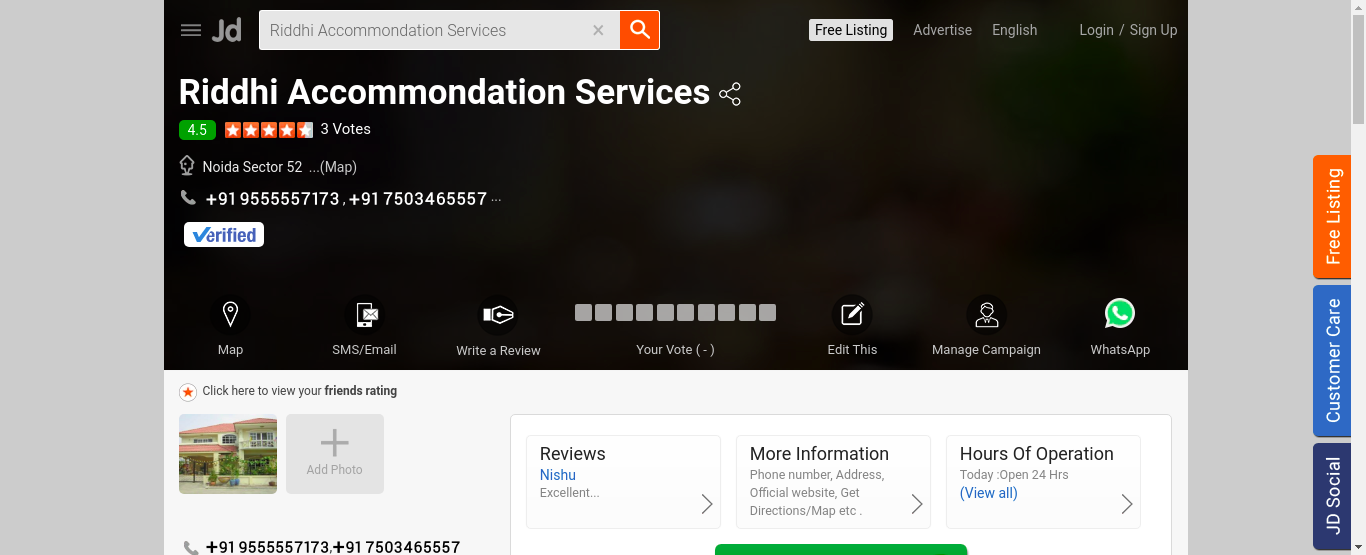 Jd
Riddhi Accommondation Services ×
Free Listing Advertise English Login / Sign Up
Riddhi Accommondation Services
4.5 3 Votes
Noida Sector 52 ...(Map)
+91 9555557173 , +91 7503465557 ...
Verified
Map SMS/Email Write a Review Your Vote ( - ) Edit This Manage Campaign WhatsApp
Click here to view your friends rating
Add Photo
Reviews
Nishu
Excellent...
More Information
Phone number, Address,
Official website, Get
Directions/Map etc .
Hours Of Operation
Today :Open 24 Hrs
(View all)
+91 9555557173,+91 7503465557
Free Listing
Customer Care
JD Social